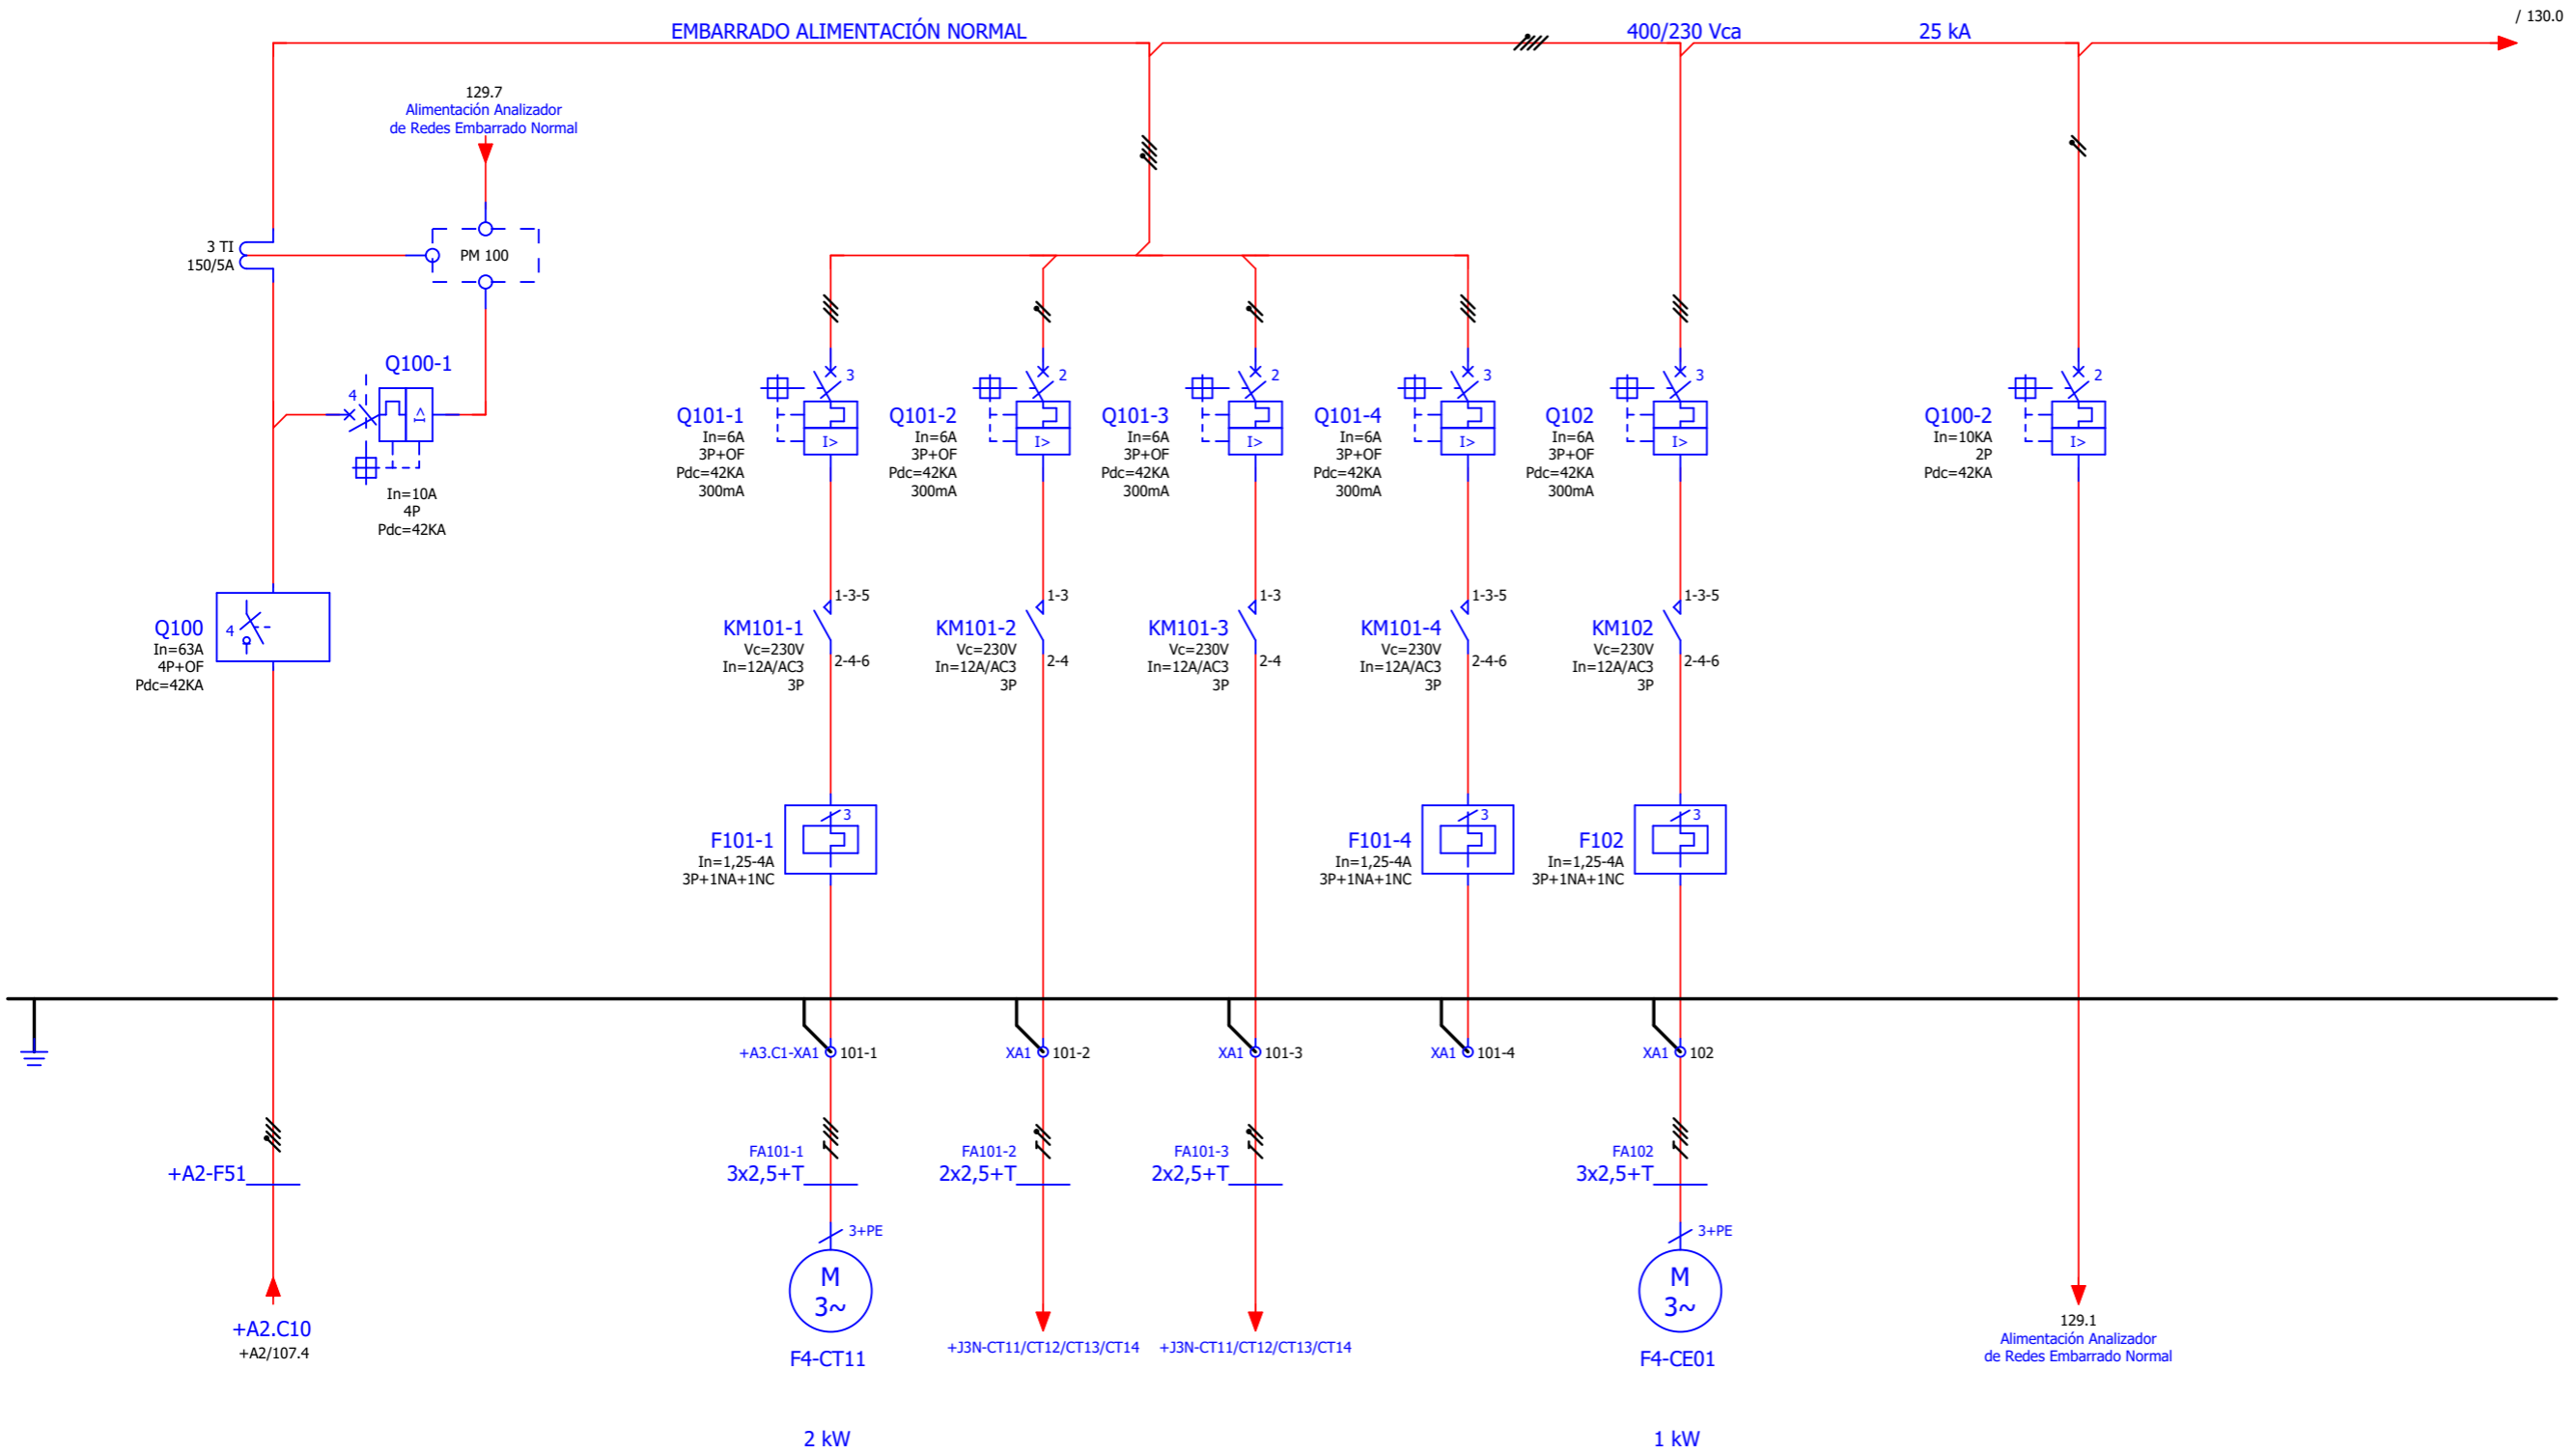 / 130.0
EMBARRADO ALIMENTACIÓN NORMAL
400/230 Vca
25 kA
129.7
Alimentación Analizador
de Redes Embarrado Normal
3 TI
150/5A
PM 100
Q100-1
4
I>
In=10A
4P
Pdc=42KA
Q100
In=63A
4P+OF
Pdc=42KA
4
3
Q101-1
In=6A
3P+OF
Pdc=42KA
300mA
I>
2
Q101-2
In=6A
3P+OF
Pdc=42KA
300mA
I>
2
Q101-3
In=6A
3P+OF
Pdc=42KA
300mA
I>
3
Q101-4
In=6A
3P+OF
Pdc=42KA
300mA
I>
3
Q102
In=6A
3P+OF
Pdc=42KA
300mA
I>
2
Q100-2
In=10KA
2P
Pdc=42KA
I>
1-3-5
KM101-1
Vc=230V
In=12A/AC3
3P
2-4-6
1-3
KM101-2
Vc=230V
In=12A/AC3
3P
2-4
1-3
KM101-3
Vc=230V
In=12A/AC3
3P
2-4
1-3-5
KM101-4
Vc=230V
In=12A/AC3
3P
2-4-6
1-3-5
KM102
Vc=230V
In=12A/AC3
3P
2-4-6
3
F101-1
In=1,25-4A
3P+1NA+1NC
3
F101-4
In=1,25-4A
3P+1NA+1NC
3
F102
In=1,25-4A
3P+1NA+1NC
+A3.C1-XA1 101-1
XA1 101-2
XA1 101-3
XA1 101-4
XA1 102
+A2-F51
FA101-1
3x2,5+T
FA101-2
2x2,5+T
FA101-3
2x2,5+T
FA102
3x2,5+T
3+PE
M
3~
F4-CT11
2 kW
3+PE
M
3~
F4-CE01
1 kW
+A2.C10
+A2/107.4
+J3N-CT11/CT12/CT13/CT14
+J3N-CT11/CT12/CT13/CT14
129.1
Alimentación Analizador
de Redes Embarrado Normal